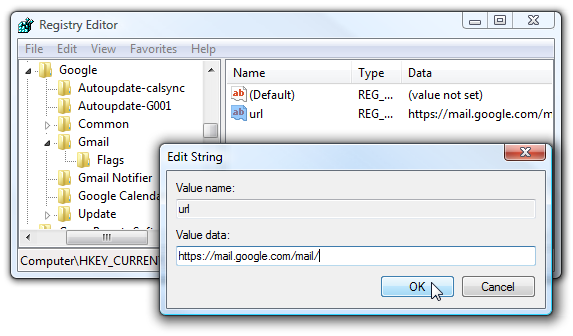 Registry Editor
File Edit View Favorites Help
Google
Autoupdate-calsync
Autoupdate-G001
Common
Gmail
Flags
Gmail Notifier
Google Calenda
Update
Name Type Data
(Default) REG_... (value not set)
url REG_... https://mail.google.com/m
Computer\HKEY_CURRENT
Edit String
Value name:
url
Value data:
https://mail.google.com/mail/
OK Cancel